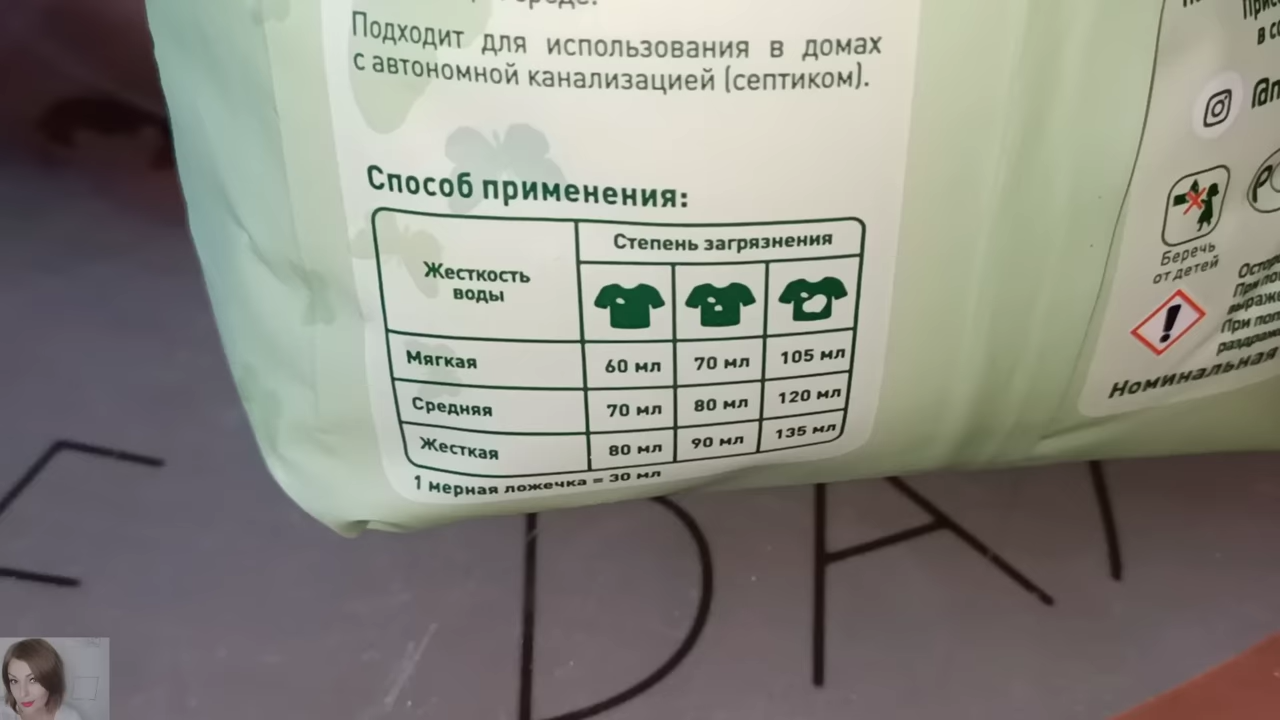 Подходит для использования в домах
с автономной канализацией (септиком).
Способ применения:
Жесткость
воды
Степень загрязнения
Мягкая 60 мл 70 мл 105 мл
Средняя 70 мл 80 мл 120 мл
Жесткая 80 мл 90 мл 135 мл
1 мерная ложечка = 30 мл
Беречь
от детей
Номинальная
E DAY